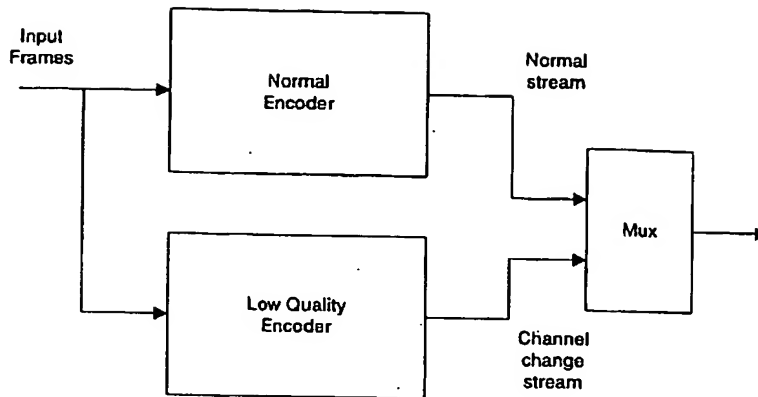 Input
Frames
Normal
Encoder
Normal
stream
Mux
Low Quality
Encoder
Channel
change
stream